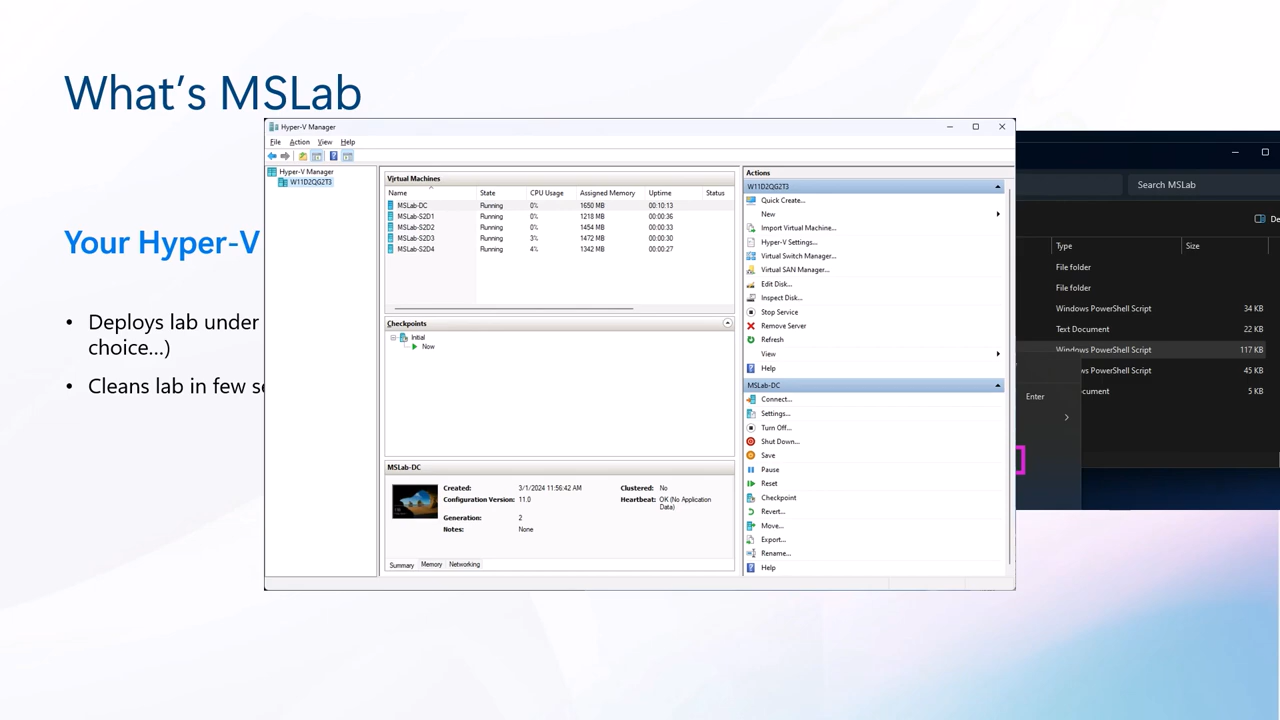 What's MSLab
Your Hyper-V
• Deploys lab under
choice...)
• Cleans lab in few se
Hyper-V Manager
File Action View Help
Hyper-V Manager
W11D2QG2T3
Virtual Machines
Name State CPU Usage Assigned Memory Uptime Status
MSLab-DC Running 0% 1650 MB 00:10:13
MSLab-S2D1 Running 0% 1218 MB 00:00:36
MSLab-S2D2 Running 0% 1454 MB 00:00:33
MSLab-S2D3 Running 3% 1472 MB 00:00:30
MSLab-S2D4 Running 4% 1342 MB 00:00:27
Checkpoints
Initial
Now
MSLab-DC
Created: 3/1/2024 11:56:42 AM Clustered: No
Configuration Version: 11.0 Heartbeat: OK (No Application
Data)
Generation: 2
Notes: None
Summary Memory Networking
Actions
W11D2QG2T3
Quick Create...
New
Import Virtual Machine...
Hyper-V Settings...
Virtual Switch Manager...
Virtual SAN Manager...
Edit Disk...
Inspect Disk...
Stop Service
Remove Server
Refresh
View
Help
MSLab-DC
Connect...
Settings...
Turn Off...
Shut Down...
Save
Pause
Reset
Checkpoint
Revert...
Move...
Export...
Rename...
Help
Search MSLab
De
Type Size
File folder
File folder
Windows PowerShell Script 34 KB
Text Document 22 KB
Windows PowerShell Script 117 KB
ws PowerShell Script 45 KB
cument 5 KB
Enter